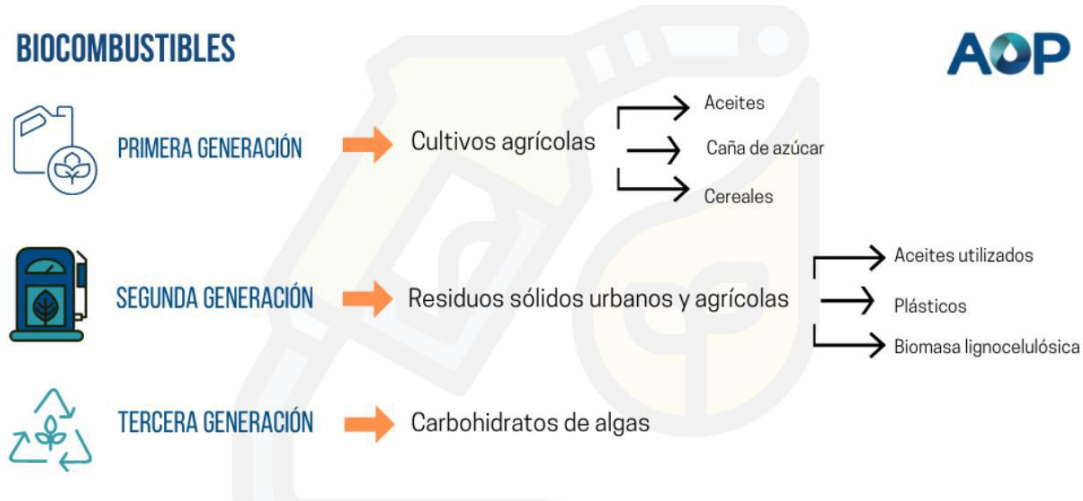 BIOCOMBUSTIBLES
AOP
PRIMERA GENERACIÓN
Cultivos agrícolas
Aceites
Caña de azúcar
Cereales
SEGUNDA GENERACIÓN
Residuos sólidos urbanos y agrícolas
Aceites utilizados
Plásticos
Biomasa lignocelulósica
TERCERA GENERACIÓN
Carbohidratos de algas